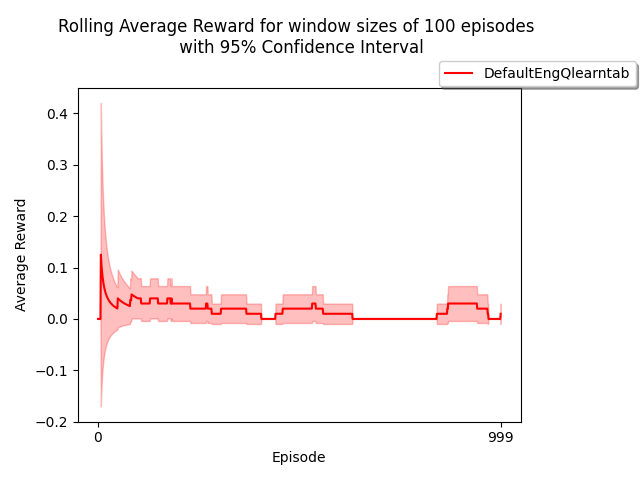 Rolling Average Reward for window sizes of 100 episodes
with 95% Confidence Interval
DefaultEngQlearntab
Average Reward
0.4
0.3
0.2
0.1
0.0
−0.1
−0.2
0 999
Episode